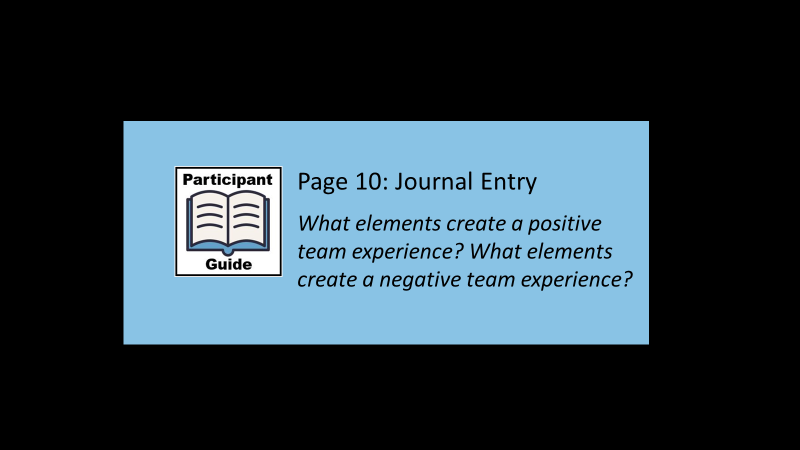 Participant
Guide
Page 10: Journal Entry
What elements create a positive
team experience? What elements
create a negative team experience?